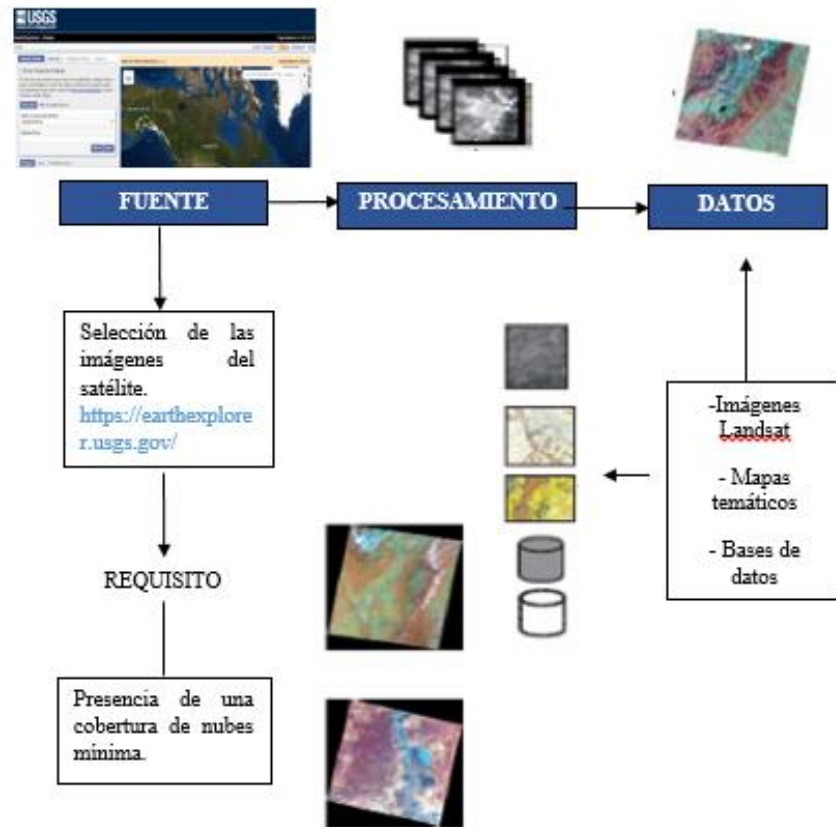 USGS
FUENTE
PROCESAMIENTO
DATOS
Selección de las
imágenes del
satélite.
https://earthexplore
r.usgs.gov/
REQUISITO
Presencia de una
cobertura de nubes
mínima.
-Imágenes
Landsat
- Mapas
temáticos
- Bases de
datos